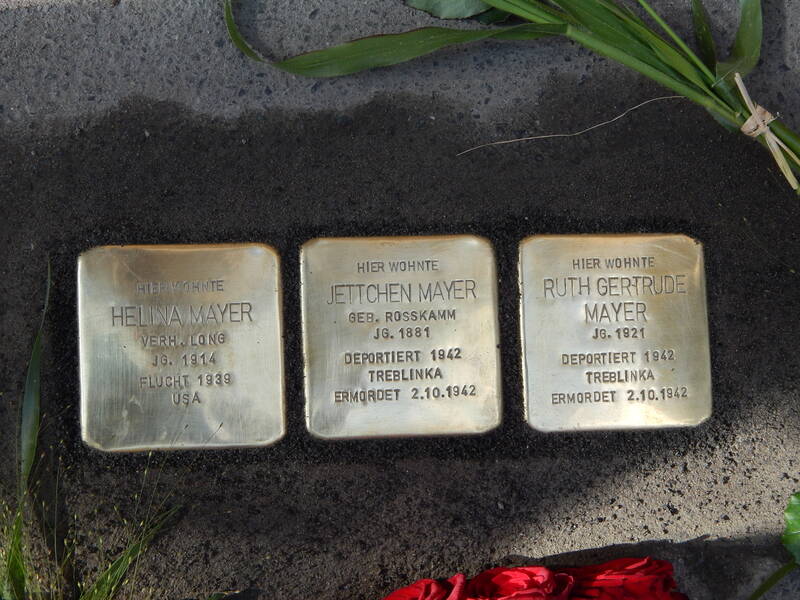 HIER WOHNTE
HELINA MAYER
VERH. LONG
JG. 1914
FLUCHT 1939
USA
HIER WOHNTE
JETTCHEN MAYER
GEB. ROSSKAMM
JG. 1881
DEPORTIERT 1942
TREBLINKA
ERMORDET 2.10.1942
HIER WOHNTE
RUTH GERTRUDE
MAYER
JG. 1921
DEPORTIERT 1942
TREBLINKA
ERMORDET 2.10.1942